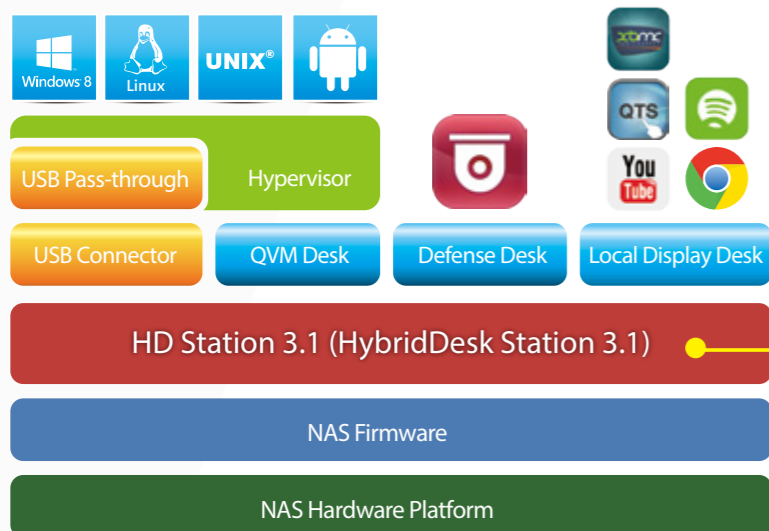 Windows 8
Linux
UNIX®
xbmc
QTS
You
Tube
USB Pass-through
Hypervisor
USB Connector
QVM Desk
Defense Desk
Local Display Desk
HD Station 3.1 (HybridDesk Station 3.1)
NAS Firmware
NAS Hardware Platform